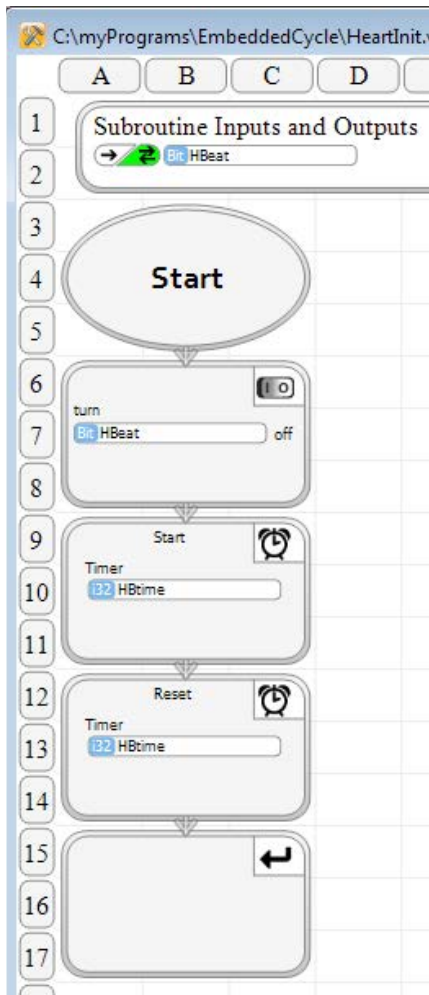 C:\myPrograms\EmbeddedCycle\HeartInit.v
A B C D
1
Subroutine Inputs and Outputs
Bit HBeat
2
3
4
Start
5
6
I O
turn
7
Bit HBeat off
8
9
Start
Timer
10
i32 HBtime
11
12
Reset
Timer
13
i32 HBtime
14
15
16
17